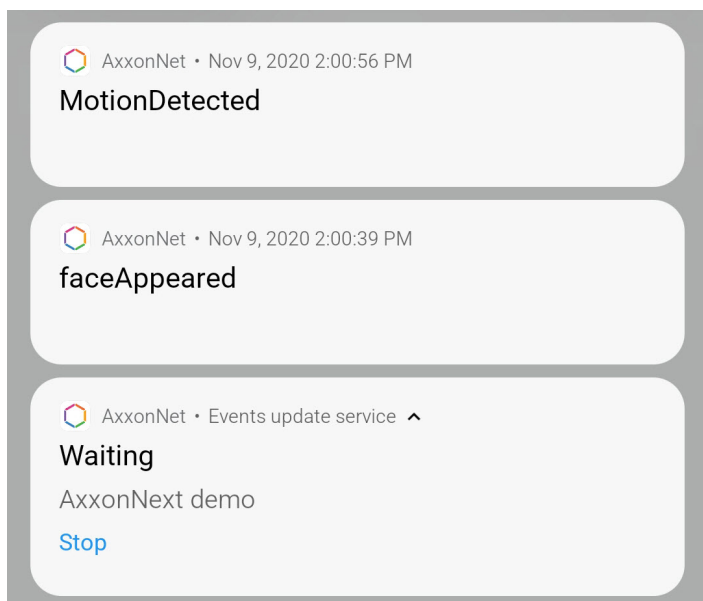 AxxonNet • Nov 9, 2020 2:00:56 PM
MotionDetected
AxxonNet • Nov 9, 2020 2:00:39 PM
faceAppeared
AxxonNet • Events update service
Waiting
AxxonNext demo
Stop